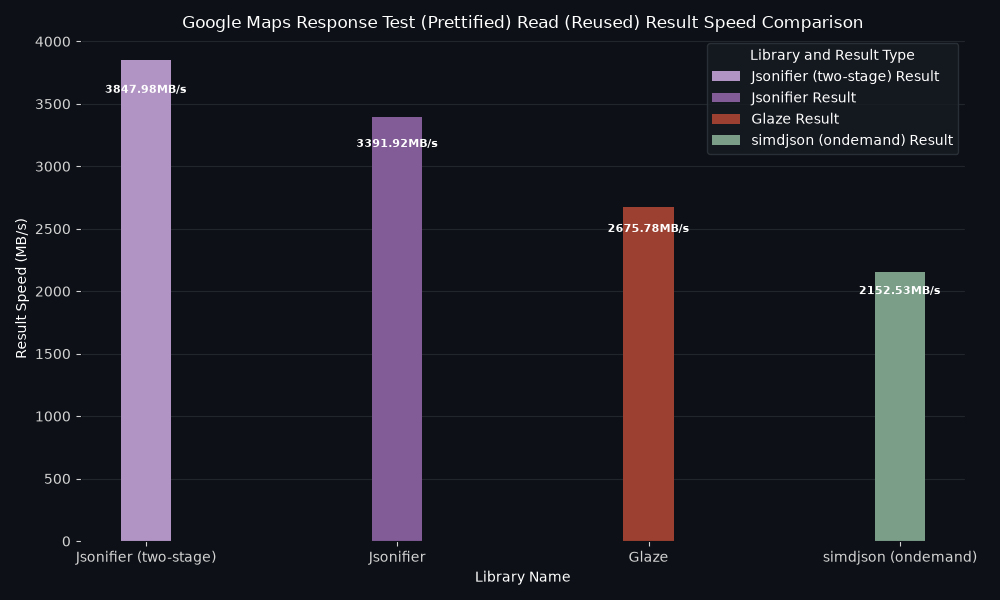 Google Maps Response Test (Prettified) Read (Reused) Result Speed Comparison
Library and Result Type
Jsonifier (two-stage) Result
Jsonifier Result
Glaze Result
simdjson (ondemand) Result
Result Speed (MB/s)
4000
3500
3000
2500
2000
1500
1000
500
0
3847.98MB/s
3391.92MB/s
2675.78MB/s
2152.53MB/s
Jsonifier (two-stage)
Jsonifier
Glaze
simdjson (ondemand)
Library Name